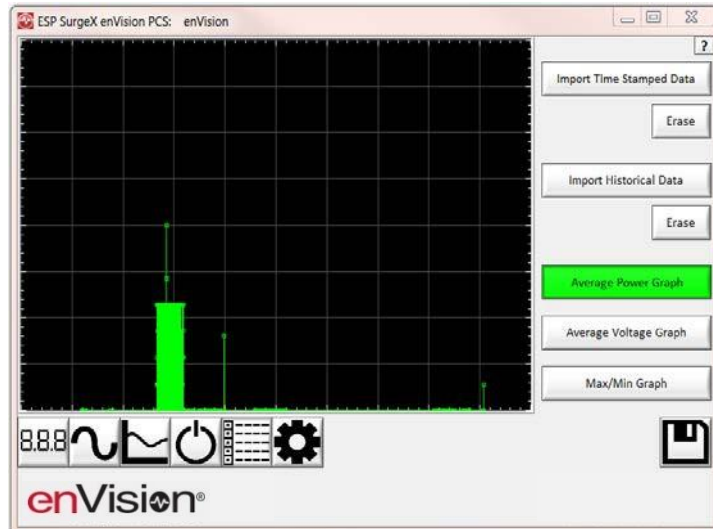 ESP SurgeX enVision PCS: enVision
?
Import Time Stamped Data
Erase
Import Historical Data
Erase
Average Power Graph
Average Voltage Graph
Max/Min Graph
8.8.8
enVision®